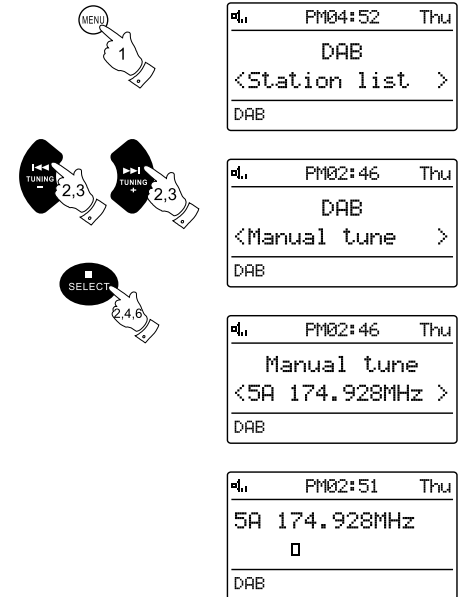 MENU
1
TUNING
−
2,3
TUNING
+
2,3
SELECT
2,4,6
PM04:52 Thu
DAB
<Station list >
DAB
PM02:46 Thu
DAB
<Manual tune >
DAB
PM02:46 Thu
Manual tune
<5A 174.928MHz >
DAB
PM02:51 Thu
5A 174.928MHz
DAB